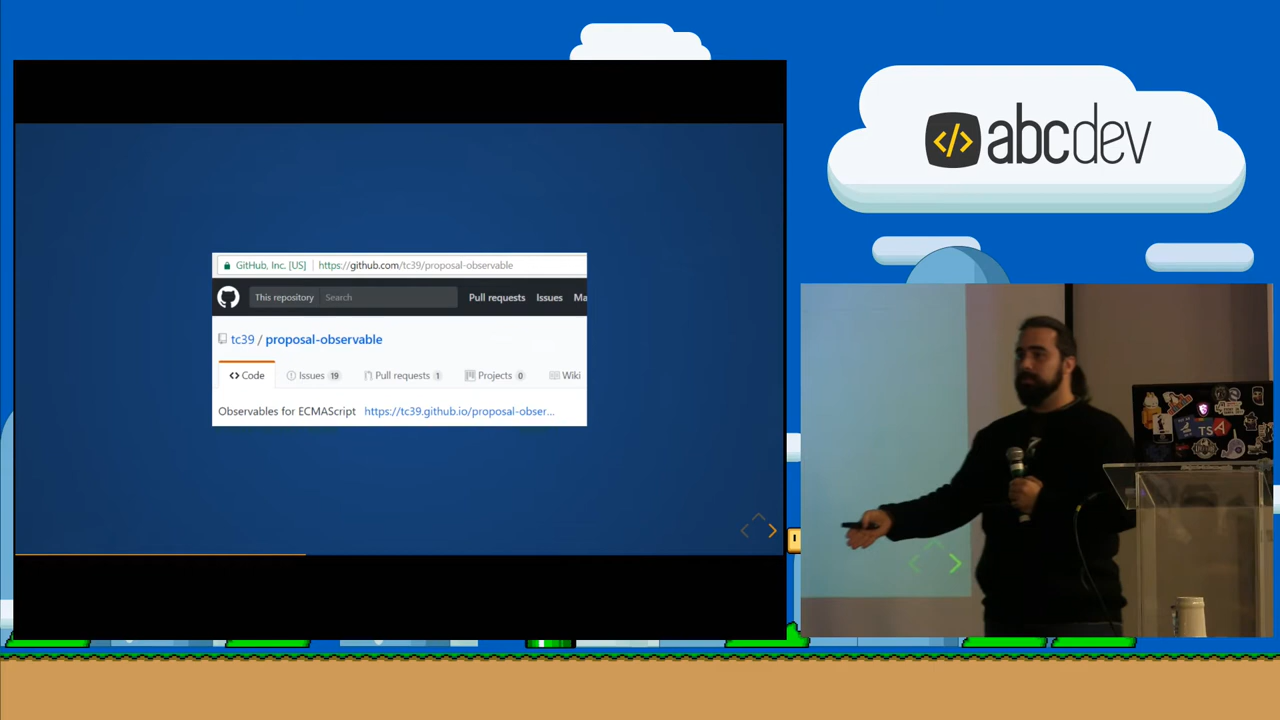 </> abcdev
GitHub, Inc. [US] https://github.com/tc39/proposal-observable
This repository Search Pull requests Issues Ma
tc39 / proposal-observable
Code Issues 19 Pull requests 1 Projects 0 Wiki
Observables for ECMAScript https://tc39.github.io/proposal-obser...
TS
A